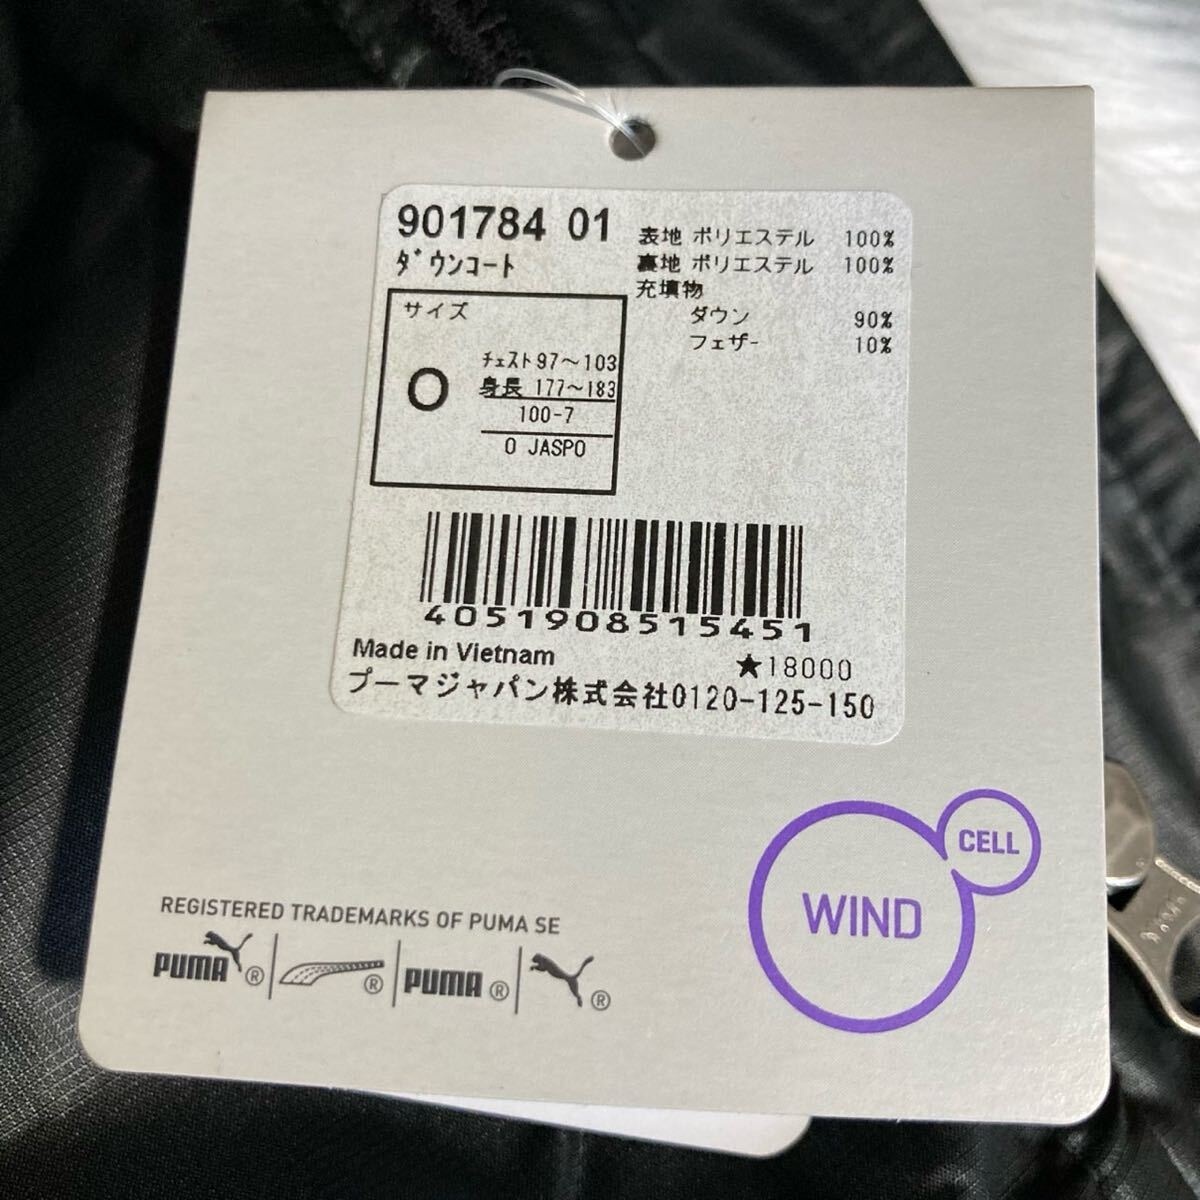 901784 01
ダウンコート
サイズ
O
チェスト97～103
身長 177～183
100-7
O JASPO
表地 ポリエステル 100%
裏地 ポリエステル 100%
充填物
ダウン 90%
フェザー 10%
4051908515451
Made in Vietnam
★18000
プーマジャパン株式会社0120-125-150
CELL
WIND
REGISTERED TRADEMARKS OF PUMA SE
PUMA® ® PUMA® ®